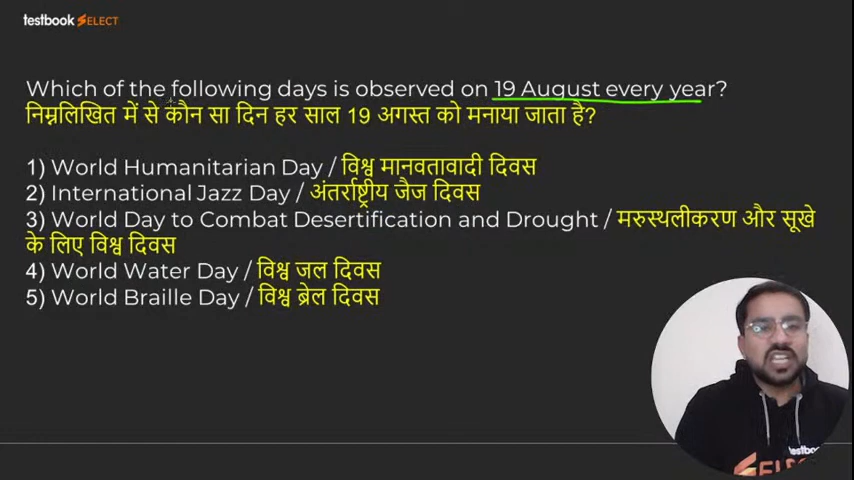 testbook SELECT
Which of the following days is observed on 19 August every year?
निम्नलिखित में से कौन सा दिन हर साल 19 अगस्त को मनाया जाता है?
1) World Humanitarian Day / विश्व मानवतावादी दिवस
2) International Jazz Day / अंतर्राष्ट्रीय जैज दिवस
3) World Day to Combat Desertification and Drought / मरुस्थलीकरण और सूखे
के लिए विश्व दिवस
4) World Water Day / विश्व जल दिवस
5) World Braille Day / विश्व ब्रेल दिवस
testboo
SELEC